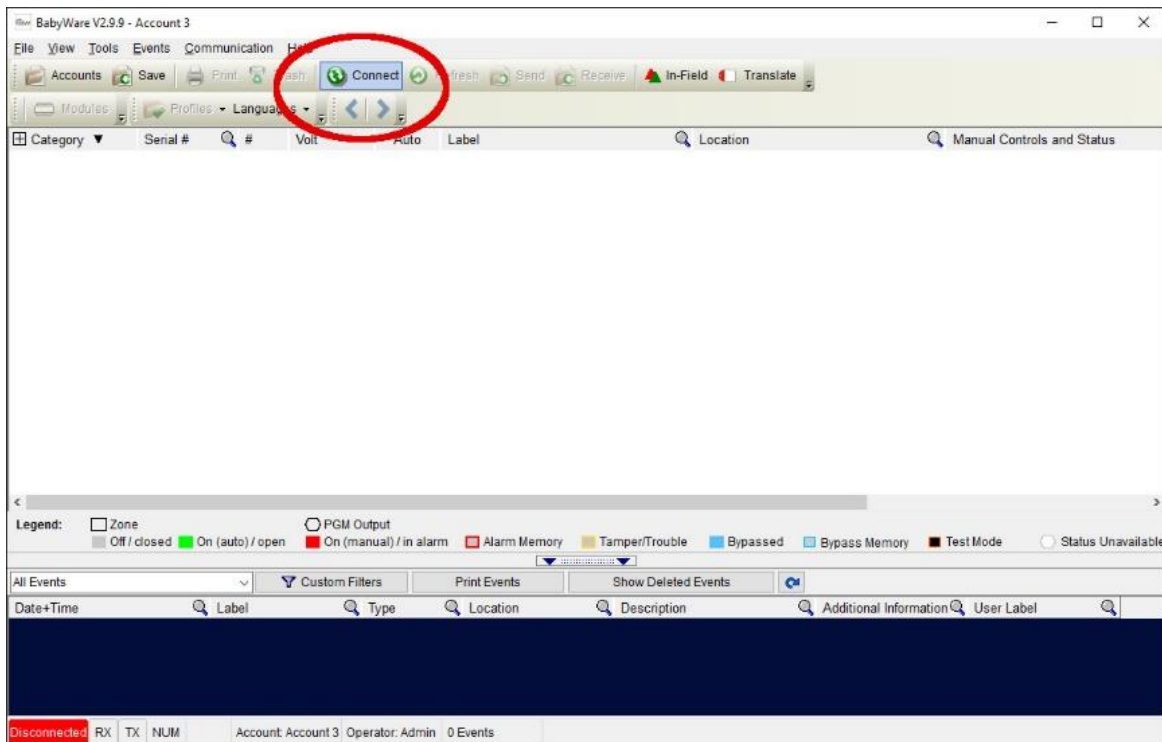 BabyWare V2.9.9 - Account 3
File View Tools Events Communication
Accounts Save Print Connect Refresh Send Receive In-Field Translate
Modules Profiles Languages
Category Serial # # Volt Auto Label Location Manual Controls and Status
Legend: Zone PGM Output
Off / closed On (auto) / open On (manual) / in alarm Alarm Memory Tamper/Trouble Bypassed Bypass Memory Test Mode Status Unavailable
All Events Custom Filters Print Events Show Deleted Events
Date+Time Label Type Location Description Additional Information User Label
Disconnected RX TX NUM Account: Account 3 Operator: Admin 0 Events